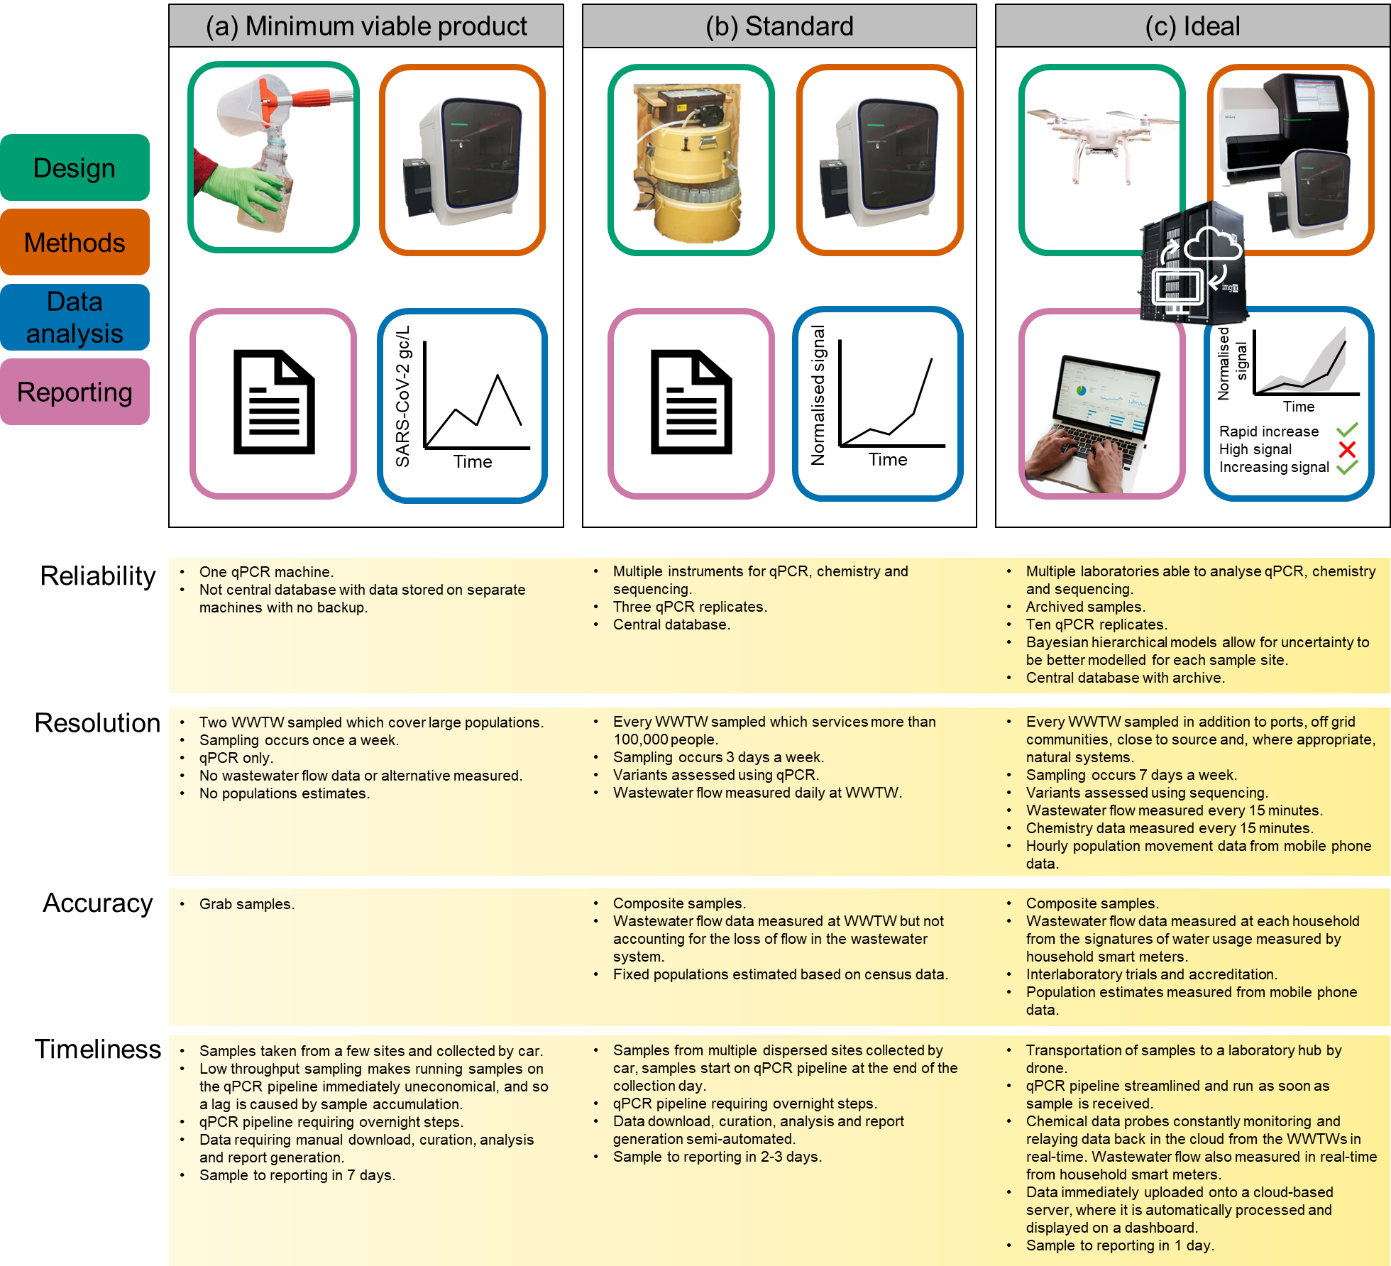 (a) Minimum viable product
(b) Standard
(c) Ideal
Design
Methods
Data
analysis
Reporting
SARS-CoV-2 gc/L
Time
Normalised signal
Time
Normalised
signal
Time
Rapid increase
High signal
Increasing signal
Reliability
• One qPCR machine.
• Not central database with data stored on separate
machines with no backup.
• Multiple instruments for qPCR, chemistry and
sequencing.
• Three qPCR replicates.
• Central database.
• Multiple laboratories able to analyse qPCR, chemistry
and sequencing.
• Archived samples.
• Ten qPCR replicates.
• Bayesian hierarchical models allow for uncertainty to
be better modelled for each sample site.
• Central database with archive.
Resolution
• Two WWTW sampled which cover large populations.
• Sampling occurs once a week.
• qPCR only.
• No wastewater flow data or alternative measured.
• No populations estimates.
• Every WWTW sampled which services more than
100,000 people.
• Sampling occurs 3 days a week.
• Variants assessed using qPCR.
• Wastewater flow measured daily at WWTW.
• Every WWTW sampled in addition to ports, off grid
communities, close to source and, where appropriate,
natural systems.
• Sampling occurs 7 days a week.
• Variants assessed using sequencing.
• Wastewater flow measured every 15 minutes.
• Chemistry data measured every 15 minutes.
• Hourly population movement data from mobile phone
data.
Accuracy
• Grab samples.
• Composite samples.
• Wastewater flow data measured at WWTW but not
accounting for the loss of flow in the wastewater
system.
• Fixed populations estimated based on census data.
• Composite samples.
• Wastewater flow data measured at each household
from the signatures of water usage measured by
household smart meters.
• Interlaboratory trials and accreditation.
• Population estimates measured from mobile phone
data.
Timeliness
• Samples taken from a few sites and collected by car.
• Low throughput sampling makes running samples on
the qPCR pipeline immediately uneconomical, and so
a lag is caused by sample accumulation.
• qPCR pipeline requiring overnight steps.
• Data requiring manual download, curation, analysis
and report generation.
• Sample to reporting in 7 days.
• Samples from multiple dispersed sites collected by
car, samples start on qPCR pipeline at the end of the
collection day.
• qPCR pipeline requiring overnight steps.
• Data download, curation, analysis and report
generation semi-automated.
• Sample to reporting in 2-3 days.
• Transportation of samples to a laboratory hub by
drone.
• qPCR pipeline streamlined and run as soon as
sample is received.
• Chemical data probes constantly monitoring and
relaying data back in the cloud from the WWTWs in
real-time. Wastewater flow also measured in real-time
from household smart meters.
• Data immediately uploaded onto a cloud-based
server, where it is automatically processed and
displayed on a dashboard.
• Sample to reporting in 1 day.